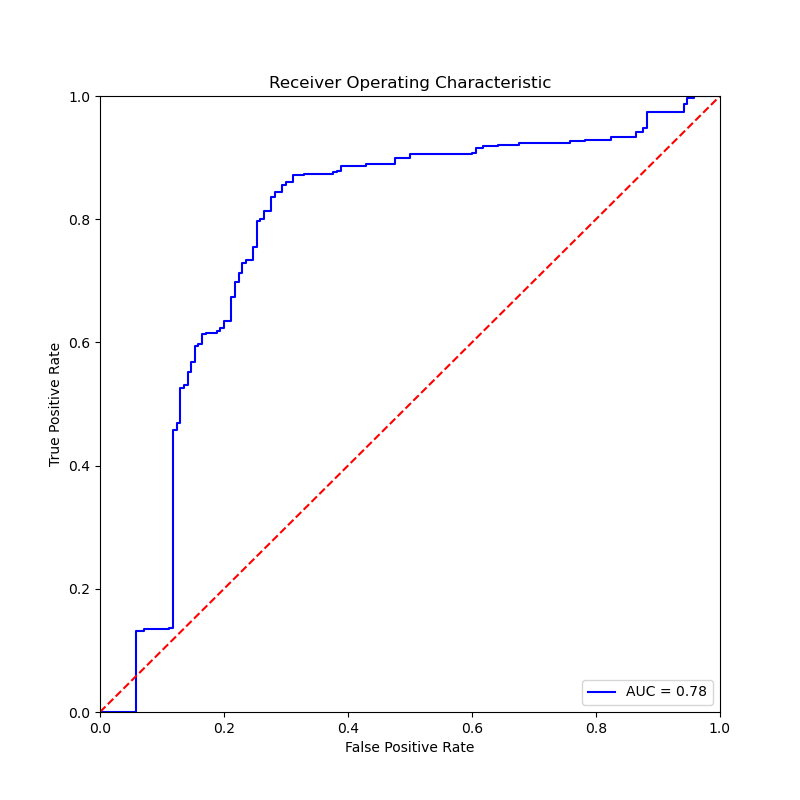 Receiver Operating Characteristic
1.0
0.8
0.6
0.4
0.2
0.0
True Positive Rate
AUC = 0.78
0.0 0.2 0.4 0.6 0.8 1.0
False Positive Rate